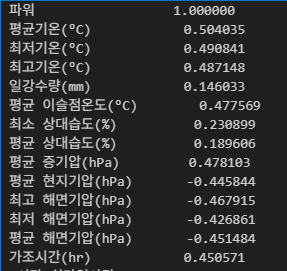 파워 1.000000
평균기온(°C) 0.504035
최저기온(°C) 0.490841
최고기온(°C) 0.487148
일강수량(mm) 0.146033
평균 이슬점온도(°C) 0.477569
최소 상대습도(%) 0.230899
평균 상대습도(%) 0.189606
평균 증기압(hPa) 0.478103
평균 현지기압(hPa) -0.445844
최고 해면기압(hPa) -0.467915
최저 해면기압(hPa) -0.426861
평균 해면기압(hPa) -0.451484
가조시간(hr) 0.450571